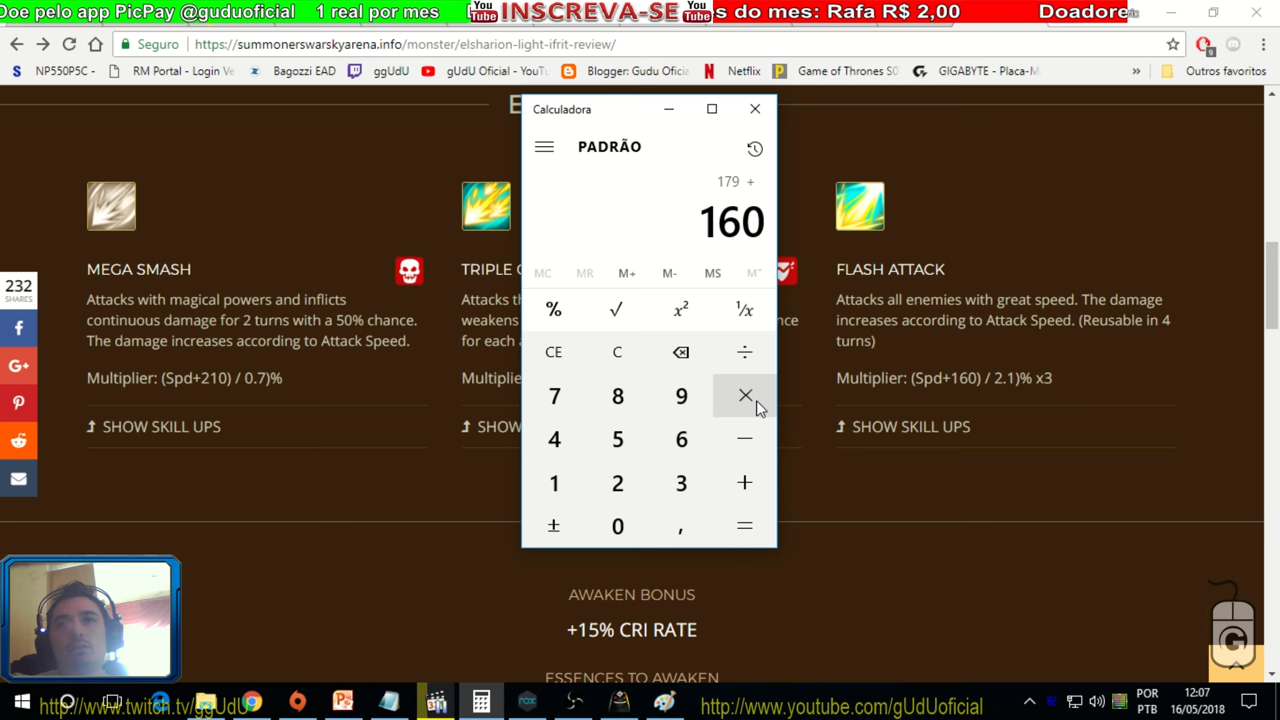 Doe pelo app PicPay @guduoficial 1 real por mes
You Tube INSCREVA-SE You Tube
s do mes: Rafa R$ 2,00 Doadore
Seguro https://summonerswarskyarena.info/monster/elsharion-light-ifrit-review/
9
NP550P5C - RM Portal - Login Ve Bagozzi EAD ggUdU gUdU Oficial - YouTu Blogger: Gudu Oficia Netflix Game of Thrones S0 GIGABYTE - Placa-M » Outros favoritos
E
Calculadora
PADRÃO
179 +
160
MC MR M+ M- MS M˅
% √ x² ¹/x
CE C ÷
7 8 9 ×
4 5 6 −
1 2 3 +
± 0 , =
232
SHARES
MEGA SMASH
Attacks with magical powers and inflicts
continuous damage for 2 turns with a 50% chance.
The damage increases according to Attack Speed.
Multiplier: (Spd+210) / 0.7)%
SHOW SKILL UPS
TRIPLE C
Attacks th
weakens
for each a
nce
Multiplie
SHOW
FLASH ATTACK
Attacks all enemies with great speed. The damage
increases according to Attack Speed. (Reusable in 4
turns)
Multiplier: (Spd+160) / 2.1)% x3
SHOW SKILL UPS
AWAKEN BONUS
+15% CRI RATE
ESSENCES TO AWAKEN
G
http://www.twitch.tv/ggUdU
http://www.youtube.com/gUdUoficial
POR
PTB
12:07
16/05/2018